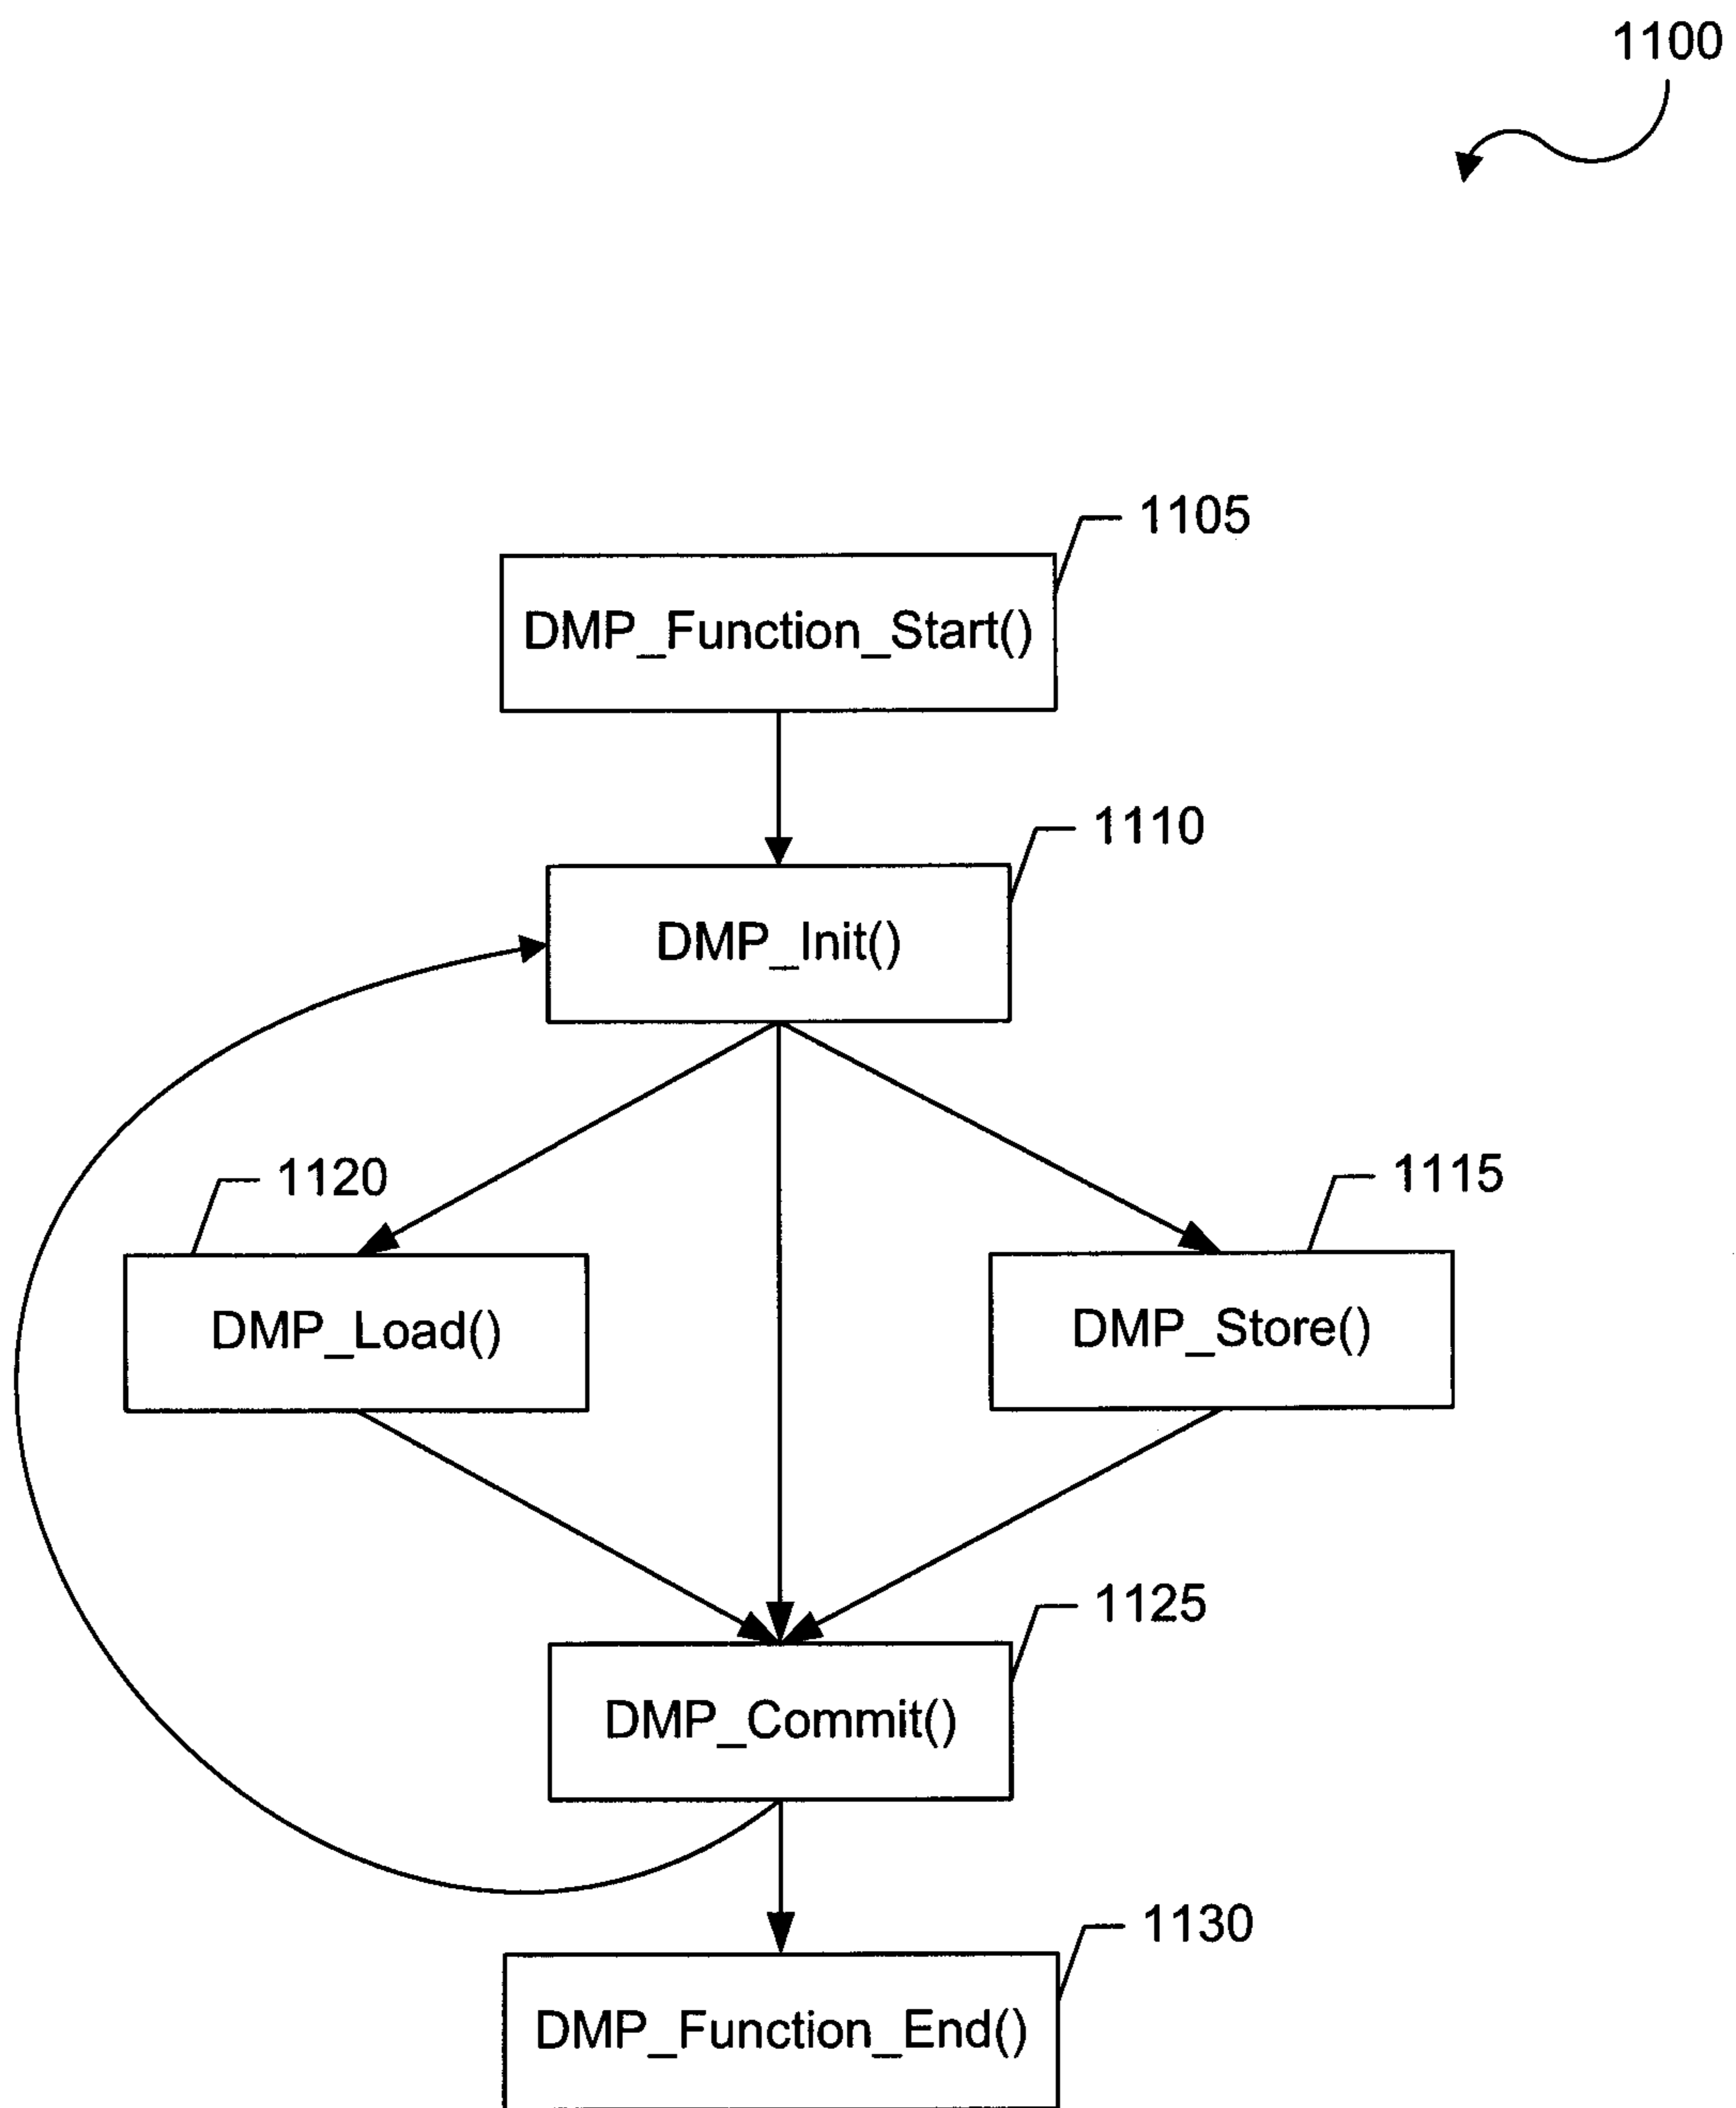 1100
1105
DMP_Function_Start()
1110
DMP_Init()
1120
1115
DMP_Load()
DMP_Store()
1125
DMP_Commit()
1130
DMP_Function_End()